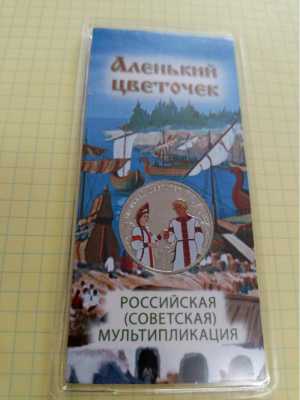 Аленький
цветочек
РОССИЙСКАЯ
(СОВЕТСКАЯ)
МУЛЬТИПЛИКАЦИЯ